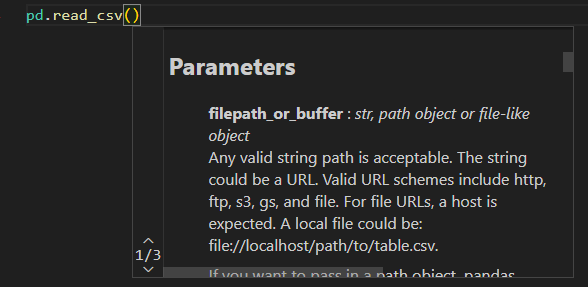 pd.read_csv()
Parameters
filepath_or_buffer : str, path object or file-like
object
Any valid string path is acceptable. The string
could be a URL. Valid URL schemes include http,
ftp, s3, gs, and file. For file URLs, a host is
expected. A local file could be:
file://localhost/path/to/table.csv.
1/3
If you want to pass in a path object, pandas